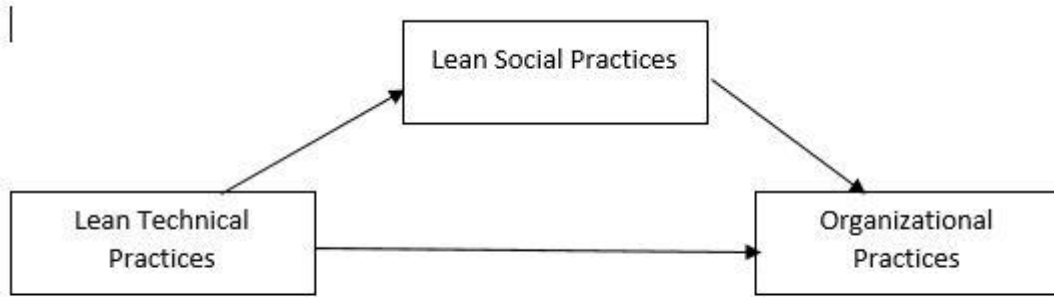 Lean Social Practices
Lean Technical
Practices
Organizational
Practices